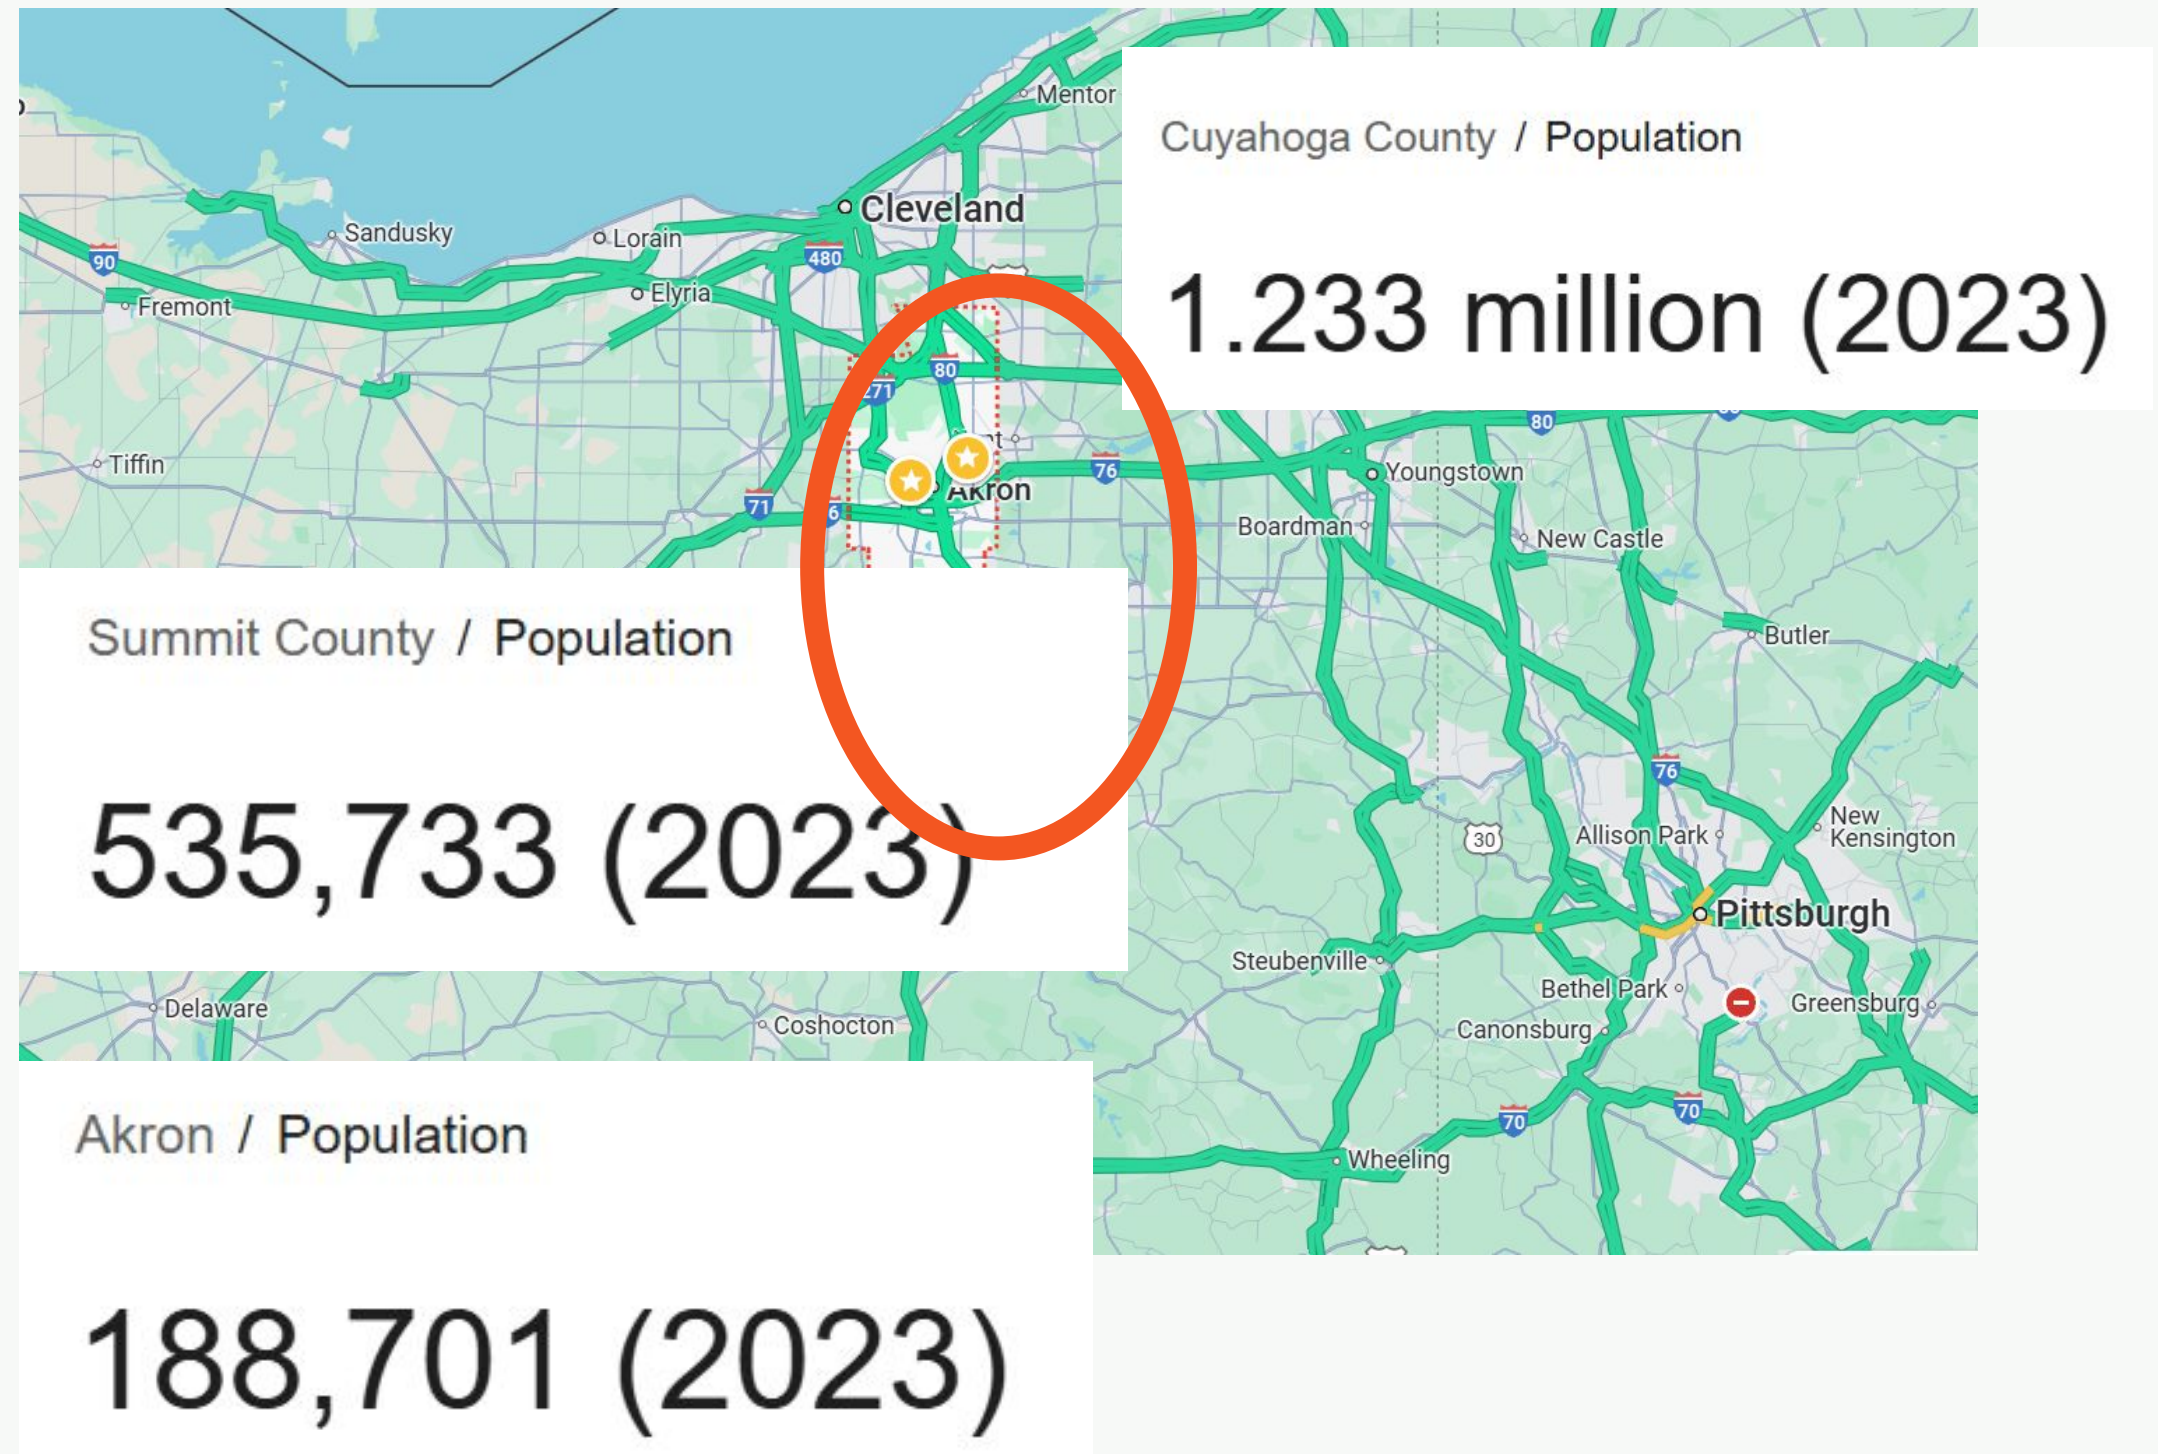 Mentor
Cuyahoga County / Population
1.233 million (2023)
Cleveland
Sandusky
Lorain
480
90
Elyria
Fremont
80
271
80
Tiffin
76
Akron
Youngstown
71
6
Boardman
New Castle
Summit County / Population
Butler
535,733 (2023)
76
30
Allison Park
New
Kensington
Pittsburgh
Steubenville
Bethel Park
Greensburg
Delaware
Coshocton
Canonsburg
70
70
Akron / Population
Wheeling
188,701 (2023)